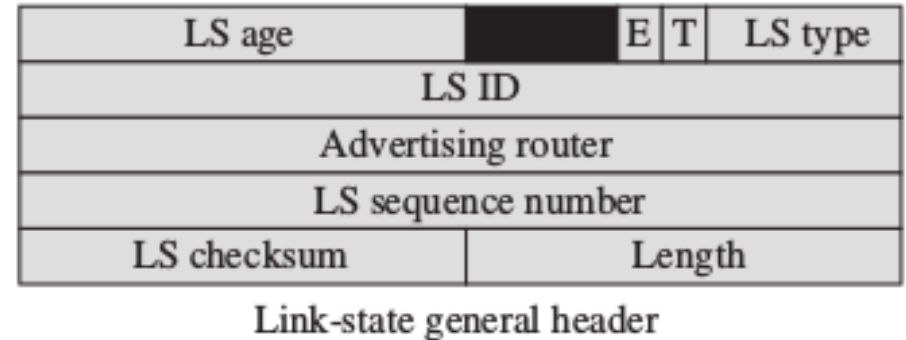 LS age E T LS type
LS ID
Advertising router
LS sequence number
LS checksum Length
Link-state general header